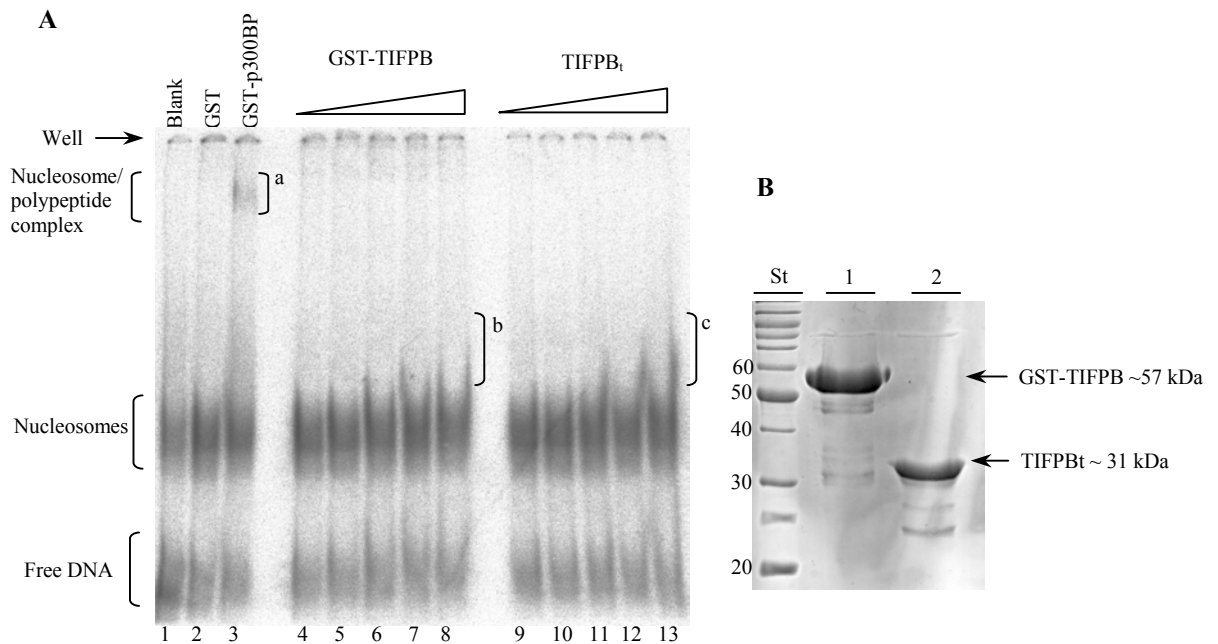 A
Blank
GST
GST-p300BP
GST-TIFPB
TIFPBt
Well
Nucleosome/
polypeptide
complex
a
b
c
Nucleosomes
Free DNA
1 2 3 4 5 6 7 8 9 10 11 12 13
B
St 1 2
60
50
40
30
20
GST-TIFPB ~57 kDa
TIFPBt ~ 31 kDa